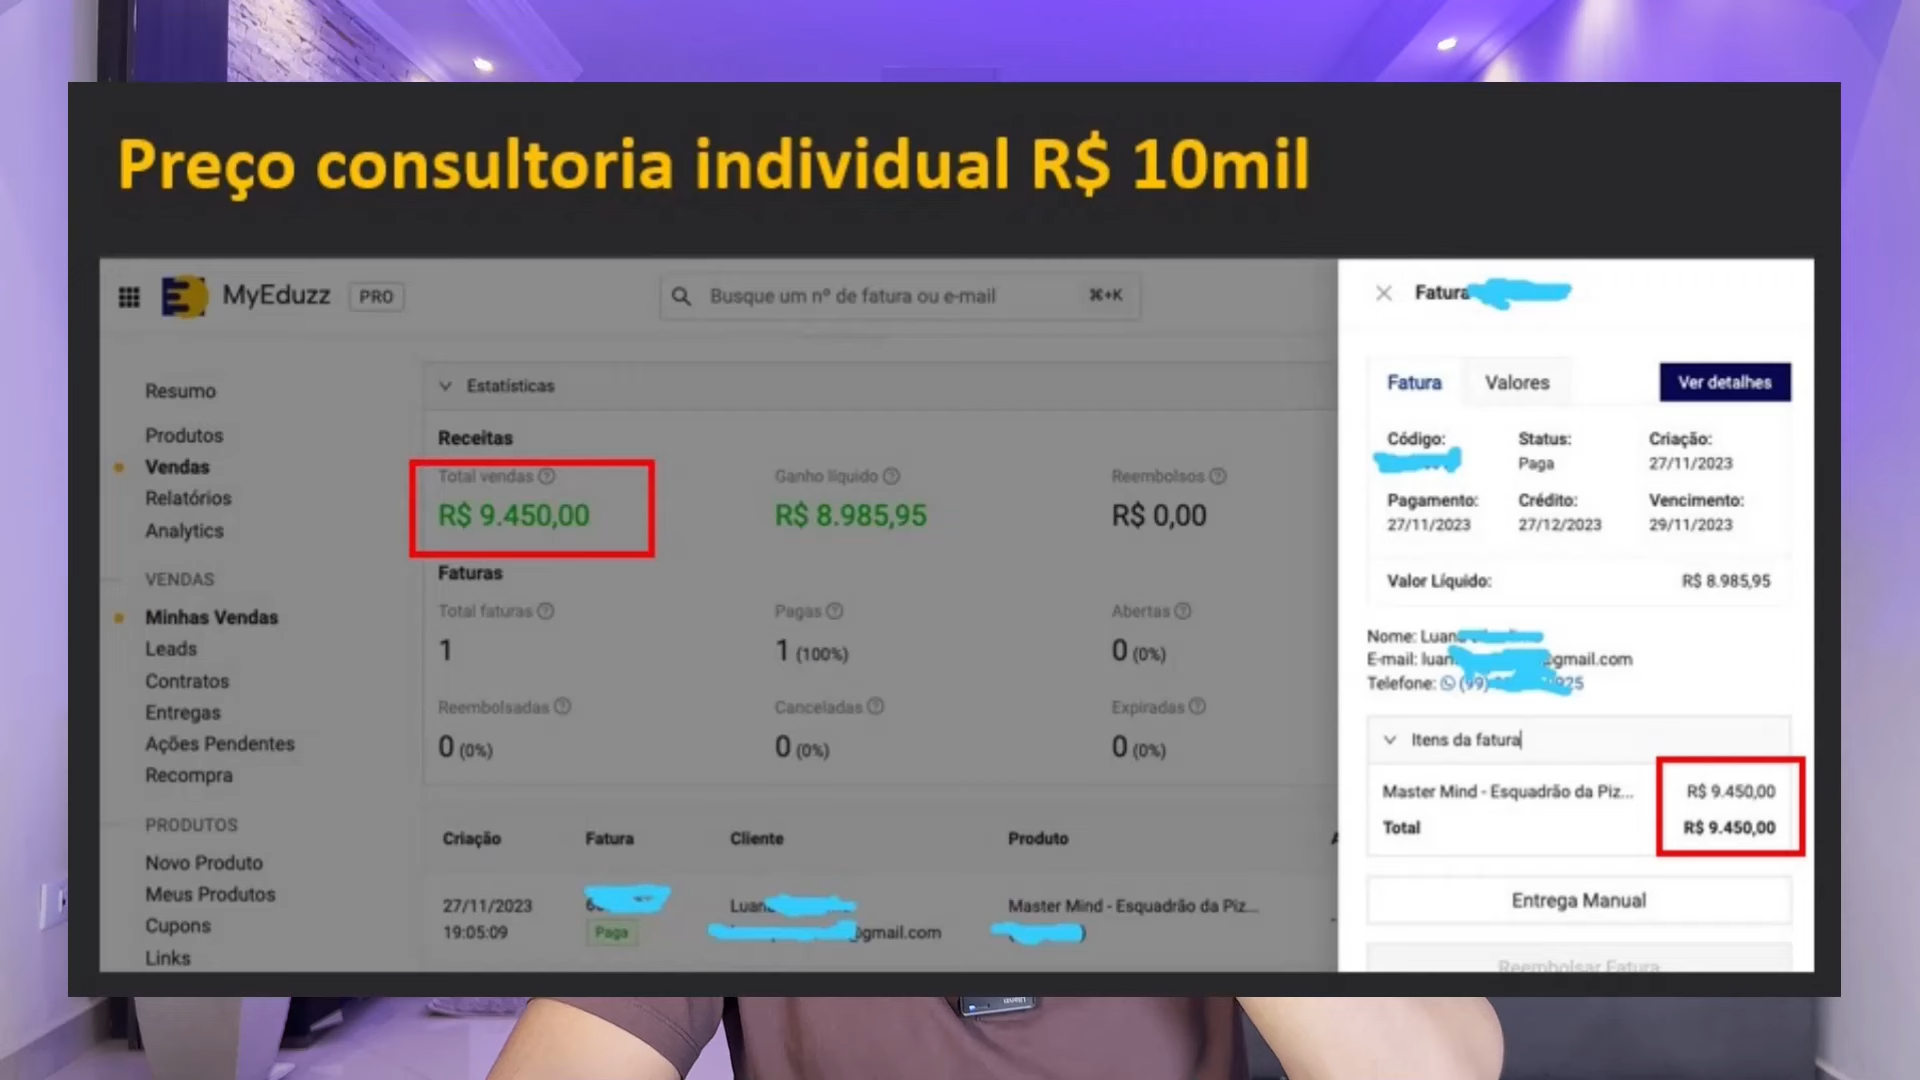 Preço consultoria individual R$ 10mil
MyEduzz PRO
Busque um nº de fatura ou e-mail ⌘+K
Resumo
Produtos
Vendas
Relatórios
Analytics
VENDAS
Minhas Vendas
Leads
Contratos
Entregas
Ações Pendentes
Recompra
PRODUTOS
Novo Produto
Meus Produtos
Cupons
Links
Estatísticas
Receitas
Total vendas Ganho líquido Reembolsos
R$ 9.450,00 R$ 8.985,95 R$ 0,00
Faturas
Total faturas Pagas Abertas
1 1 (100%) 0 (0%)
Reembolsadas Canceladas Expiradas
0 (0%) 0 (0%) 0 (0%)
Criação Fatura Cliente Produto
27/11/2023 Luan Master Mind - Esquadrão da Piz...
19:05:09 Paga gmail.com
Fatura
Fatura Valores Ver detalhes
Código: Status: Criação:
Paga 27/11/2023
Pagamento: Crédito: Vencimento:
27/11/2023 27/12/2023 29/11/2023
Valor Líquido: R$ 8.985,95
Nome: Luan
E-mail: luan gmail.com
Telefone: (99) 925
Itens da fatura
Master Mind - Esquadrão da Piz... R$ 9.450,00
Total R$ 9.450,00
Entrega Manual
Reembolsar Fatura